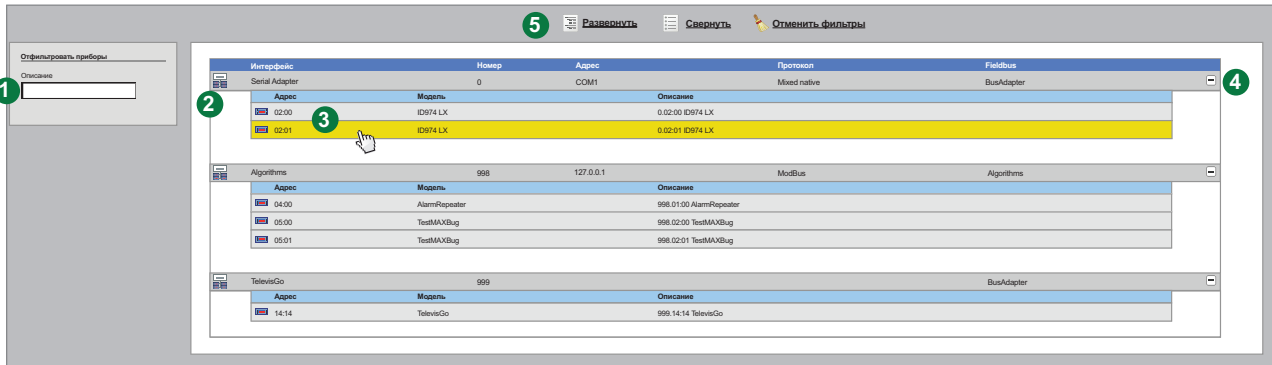 5 Развернуть Свернуть Отменить фильтры
Отфильтровать приборы
Описание
1
Интерфейс Номер Адрес Протокол Fieldbus
Serial Adapter 0 COM1 Mixed native BusAdapter
4
2
Адрес Модель Описание
02:00 ID974 LX 0.02:00 ID974 LX
3
02:01 ID974 LX 0.02:01 ID974 LX
Algorithms 998 127.0.0.1 ModBus Algorithms
Адрес Модель Описание
04:00 AlarmRepeater 998.01:00 AlarmRepeater
05:00 TestMAXBug 998.02:00 TestMAXBug
05:01 TestMAXBug 998.02:01 TestMAXBug
TelevisGo 999 BusAdapter
Адрес Модель Описание
14:14 TelevisGo 999.14:14 TelevisGo